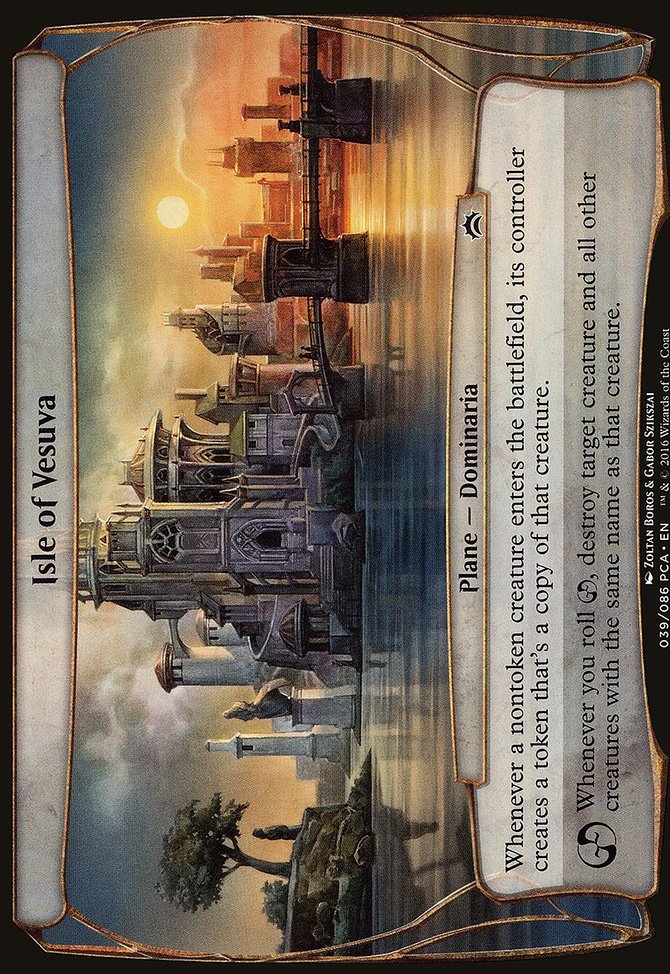 Isle of Vesuva
Plane — Dominaria
Whenever a nontoken creature enters the battlefield, its controller
creates a token that's a copy of that creature.
Whenever you roll , destroy target creature and all other
creatures with the same name as that creature.
Zoltan Boros & Gabor Szikszai
039/086 PCA • EN ™ & © 2016 Wizards of the Coast